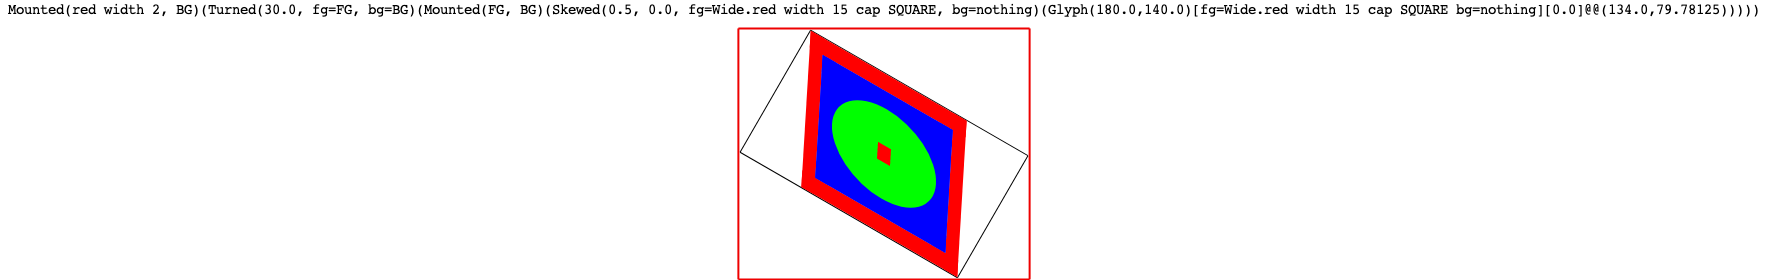 Mounted(red width 2, BG)(Turned(30.0, fg=FG, bg=BG)(Mounted(FG, BG)(Skewed(0.5, 0.0, fg=Wide.red width 15 cap SQUARE, bg=nothing)(Glyph(180.0,140.0)[fg=Wide.red width 15 cap SQUARE bg=nothing][0.0]@@(134.0,79.78125)))))